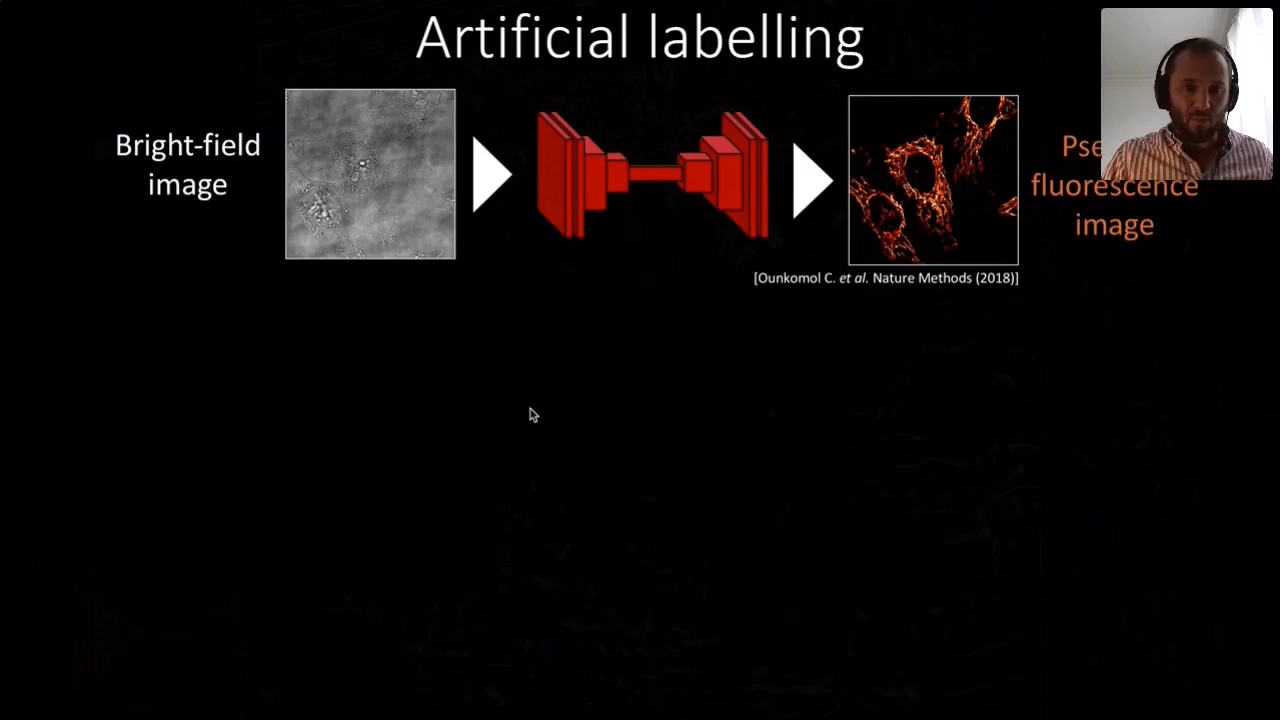 Artificial labelling
Bright-field
image
fluorescence
image
[Ounkomol C. et al. Nature Methods (2018)]